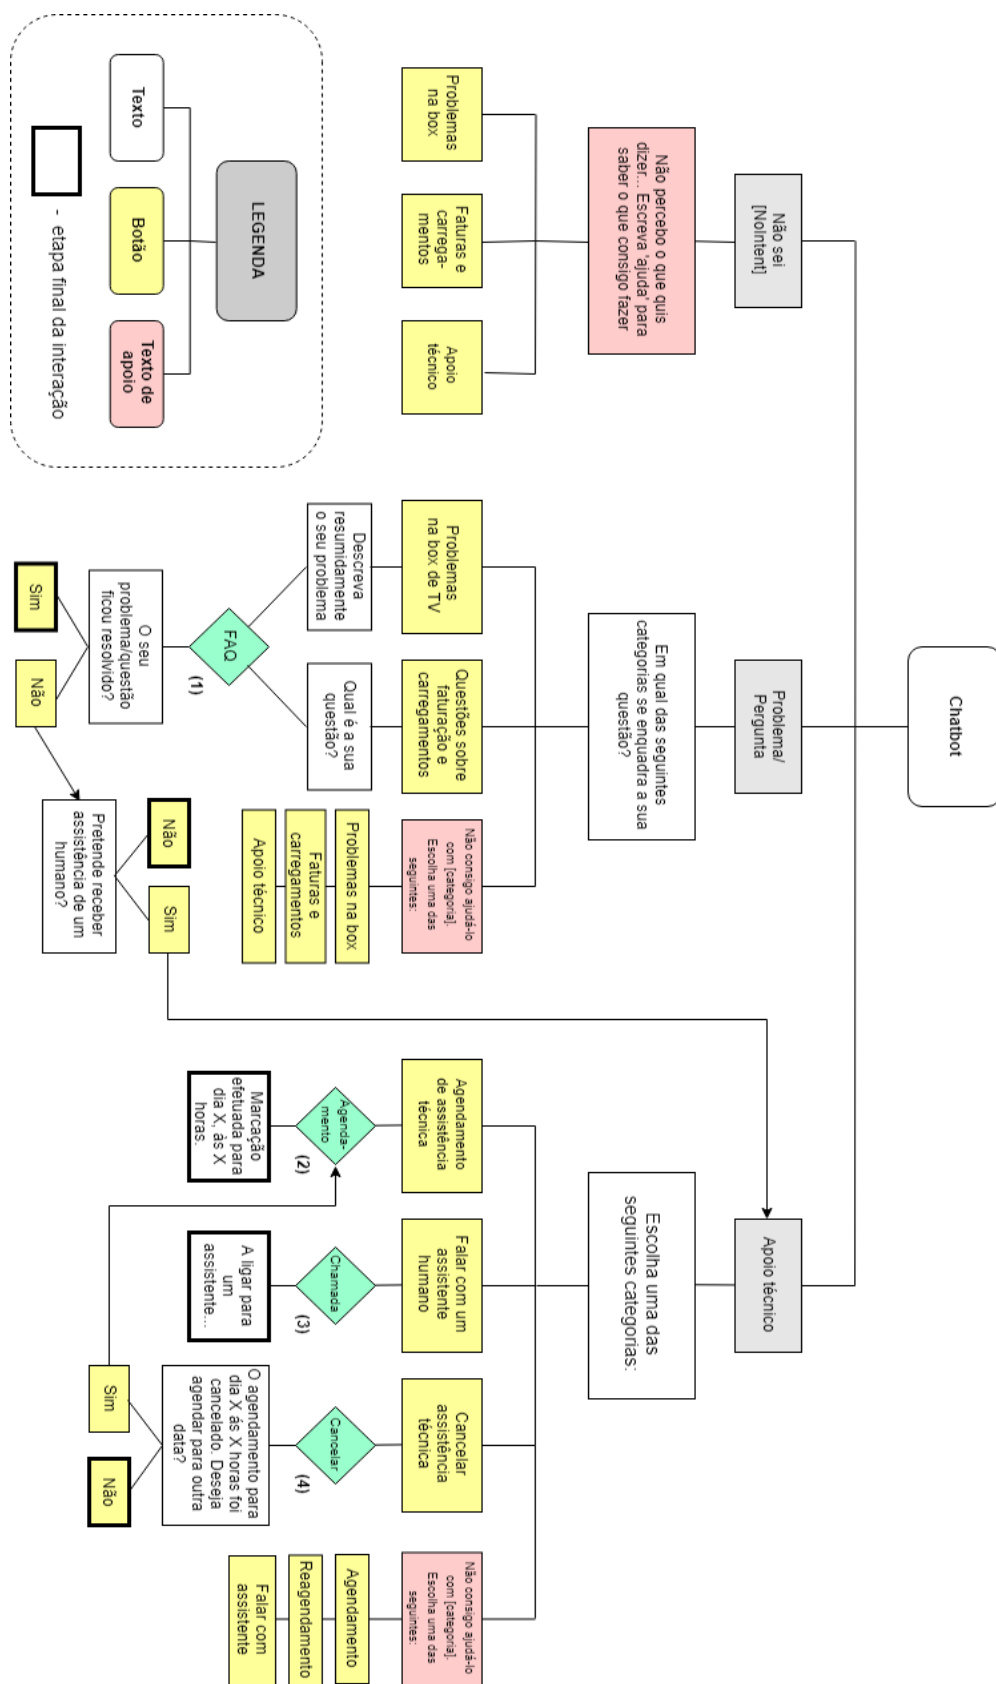 Chatbot
Não sei
[NoIntent]
Problema/
Pergunta
Apoio técnico
Não percebo o que quis
dizer... Escreva 'ajuda' para
saber o que consigo fazer
Em qual das seguintes
categorias se enquadra a sua
questão?
Escolha uma das
seguintes categorias:
Problemas
na box
Faturas e
carrega-
mentos
Apoio
técnico
Problemas
na box de TV
Questões sobre
faturação e
carregamentos
Não consigo ajudá-lo
com [categoria].
Escolha uma das
seguintes:
Problemas na box
Faturas e
carregamentos
Apoio técnico
Descreva
resumidamente
o seu problema
Qual é a sua
questão?
FAQ
(1)
O seu
problema/questão
ficou resolvido?
Sim
Não
Pretende receber
assistência de um
humano?
Não
Sim
Agendamento
de assistência
técnica
Falar com um
assistente
humano
Cancelar
assistência
técnica
Não consigo ajudá-lo
com [categoria].
Escolha uma das
seguintes:
Agendamento
Reagendamento
Falar com
assistente
Agenda-
mento
(2)
Chamada
(3)
Cancelar
(4)
Marcação
efetuada para
dia X, às X
horas.
A ligar para
um
assistente...
O agendamento para
dia X ás X horas foi
cancelado. Deseja
agendar para outra
data?
Sim
Não
LEGENDA
Texto
Botão
Texto de
apoio
- etapa final da interação